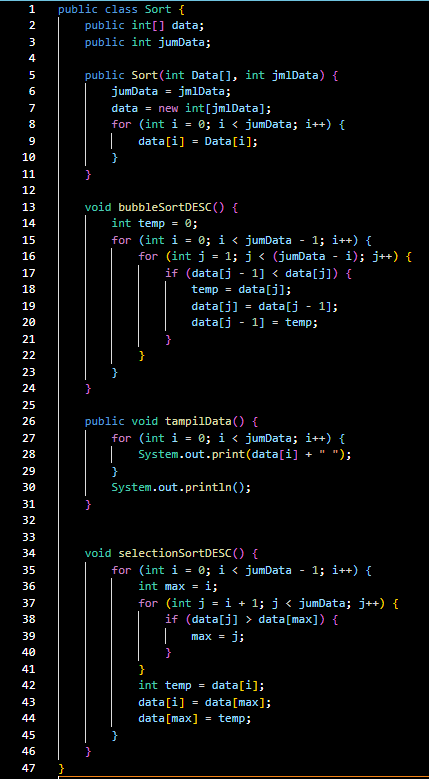 1 public class Sort {
2     public int[] data;
3     public int jumData;
4
5     public Sort(int Data[], int jmlData) {
6         jumData = jmlData;
7         data = new int[jmlData];
8         for (int i = 0; i < jumData; i++) {
9             data[i] = Data[i];
10         }
11     }
12
13     void bubbleSortDESC() {
14         int temp = 0;
15         for (int i = 0; i < jumData - 1; i++) {
16             for (int j = 1; j < (jumData - i); j++) {
17                 if (data[j - 1] < data[j]) {
18                     temp = data[j];
19                     data[j] = data[j - 1];
20                     data[j - 1] = temp;
21                 }
22             }
23         }
24     }
25
26     public void tampilData() {
27         for (int i = 0; i < jumData; i++) {
28             System.out.print(data[i] + " ");
29         }
30         System.out.println();
31     }
32
33
34     void selectionSortDESC() {
35         for (int i = 0; i < jumData - 1; i++) {
36             int max = i;
37             for (int j = i + 1; j < jumData; j++) {
38                 if (data[j] > data[max]) {
39                     max = j;
40                 }
41             }
42             int temp = data[i];
43             data[i] = data[max];
44             data[max] = temp;
45         }
46     }
47 }